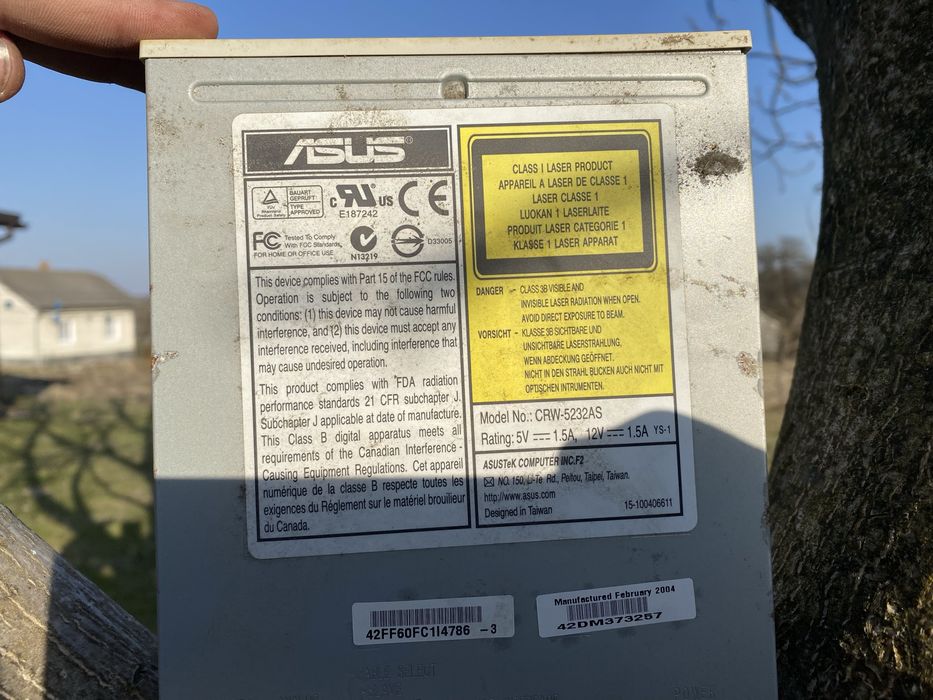 ASUS®
TÜV
Rheinland
Product Safety
BAUART
GEPRÜFT
TYPE
APPROVED
c UR us
E187242
CE
FC Tested To Comply
With FCC Standards
FOR HOME OR OFFICE USE
N13219
D33005
This device complies with Part 15 of the FCC rules.
Operation is subject to the following two
conditions: (1) this device may not cause harmful
interference, and (2) this device must accept any
interference received, including interference that
may cause undesired operation.
This product complies with FDA radiation
performance standards 21 CFR subchapter J.
Subchapter J applicable at date of manufacture.
This Class B digital apparatus meets all
requirements of the Canadian Interference-
Causing Equipment Regulations. Cet appareil
numérique de la classe B respecte toutes les
exigences du Réglement sur le matériel brouilleur
du Canada.
CLASS I LASER PRODUCT
APPAREIL A LASER DE CLASSE 1
LASER CLASSE 1
LUOKAN 1 LASERLAITE
PRODUIT LASER CATEGORIE 1
KLASSE 1 LASER APPARAT
DANGER - CLASS 3B VISIBLE AND
INVISIBLE LASER RADIATION WHEN OPEN.
AVOID DIRECT EXPOSURE TO BEAM.
VORSICHT - KLASSE 3B SICHTBARE UND
UNSICHTBARE LASERSTRAHLUNG,
WENN ABDECKUNG GEÖFFNET.
NICHT IN DEN STRAHL BLICKEN AUCH NICHT MIT
OPTISCHEN INTRUMENTEN.
Model No.: CRW-5232AS
Rating: 5V ⎓ 1.5A, 12V ⎓ 1.5A YS-1
ASUSTeK COMPUTER INC.F2
NO. 150, Li-Te Rd., Peitou, Taipei, Taiwan.
http://www.asus.com
Designed in Taiwan 15-100406611
42FF60FC1I4786 -3
Manufactured February 2004
42DM373257
CABLE SELECT
SLAVE
POWER